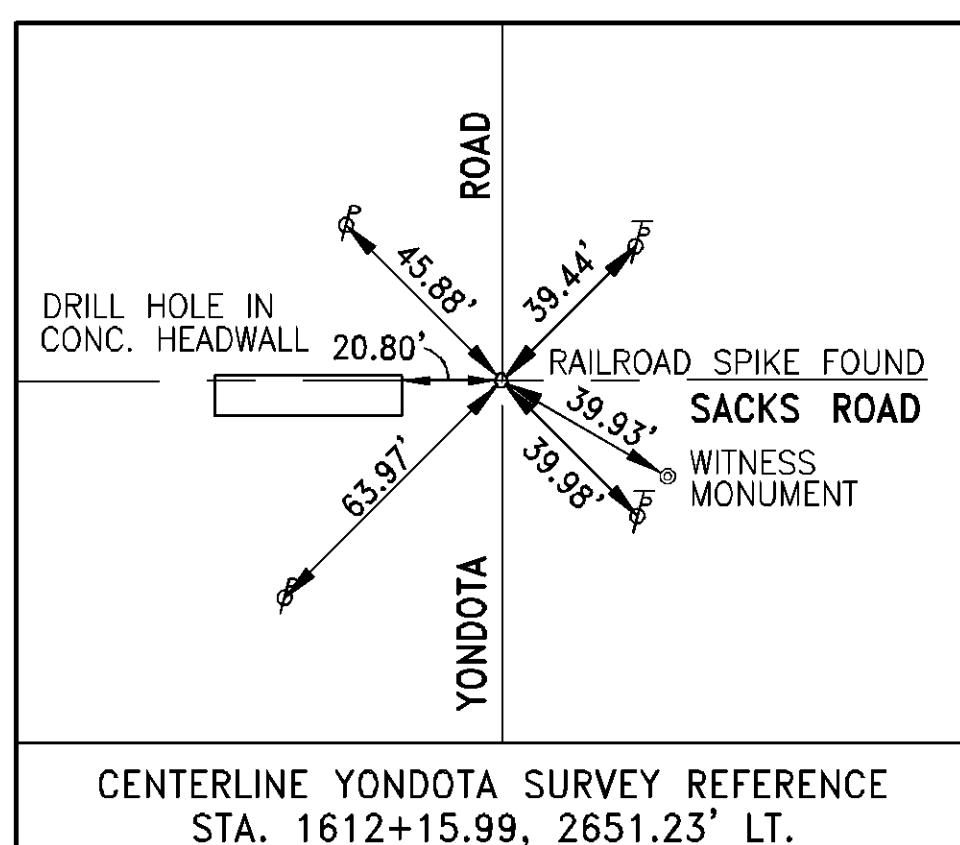 ROAD
45.88'
39.44'
DRILL HOLE IN
CONC. HEADWALL
20.80'
RAILROAD SPIKE FOUND
SACKS ROAD
39.93'
WITNESS
MONUMENT
39.98'
63.97'
YONDOTA
CENTERLINE YONDOTA SURVEY REFERENCE
STA. 1612+15.99, 2651.23' LT.